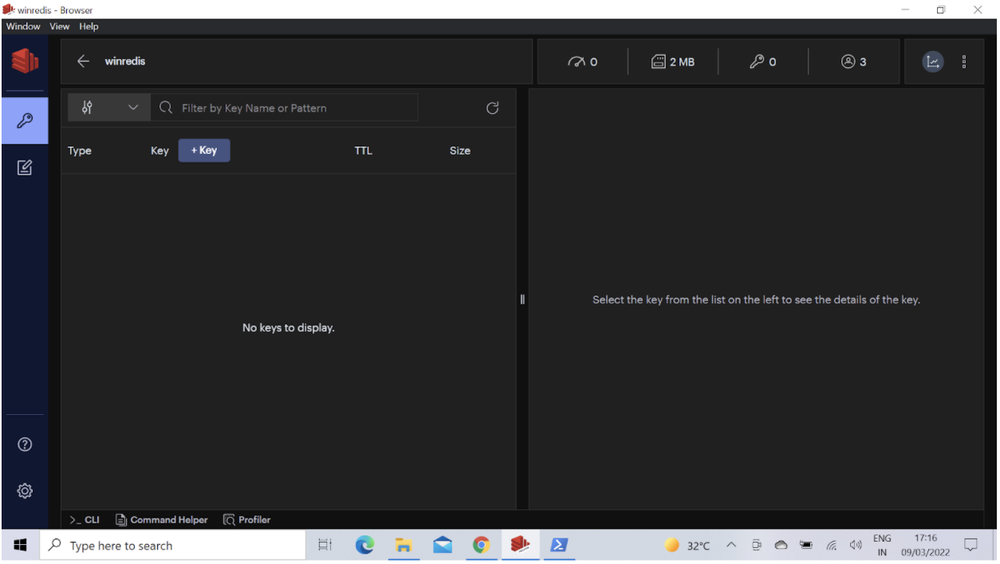 winredis - Browser
Window View Help
winredis
0 2 MB 0 3
Filter by Key Name or Pattern
Type Key + Key TTL Size
Select the key from the list on the left to see the details of the key.
No keys to display.
>_ CLI Command Helper Profiler
Type here to search
32°C
ENG
IN
17:16
09/03/2022